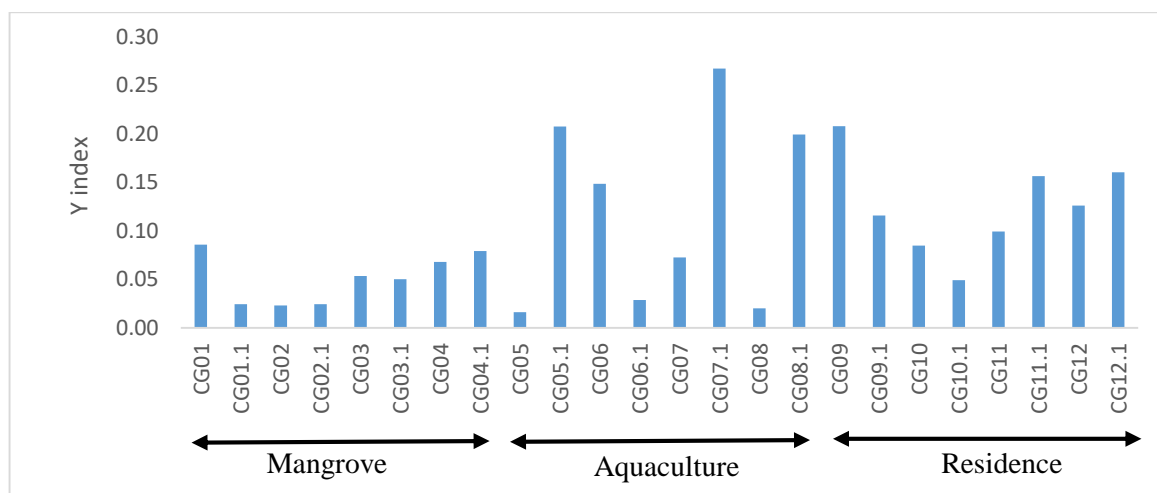 0.30
0.25
0.20
0.15
0.10
0.05
0.00
Y index
CG01
CG01.1
CG02
CG02.1
CG03
CG03.1
CG04
CG04.1
CG05
CG05.1
CG06
CG06.1
CG07
CG07.1
CG08
CG08.1
CG09
CG09.1
CG10
CG10.1
CG11
CG11.1
CG12
CG12.1
Mangrove
Aquaculture
Residence